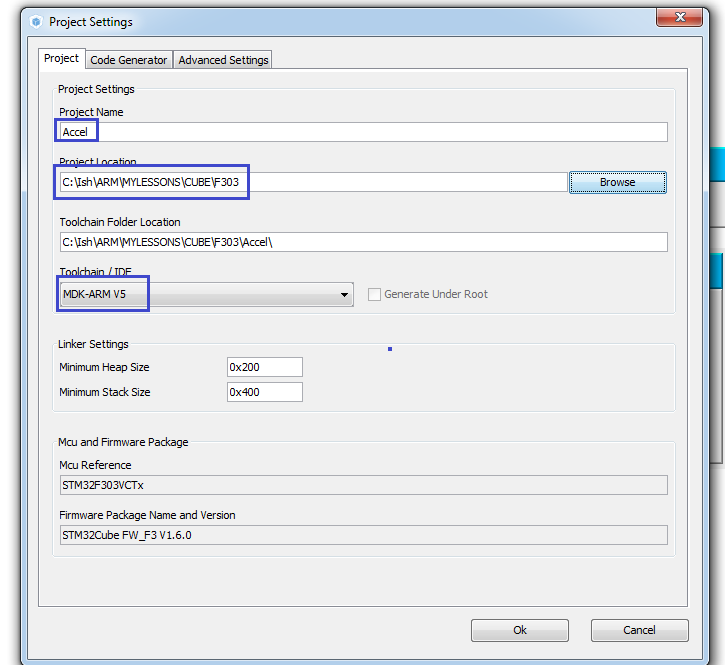 Project Settings
Project
Code Generator
Advanced Settings
Project Settings
Project Name
Accel
Project Location
C:\Ish\ARM\MYLESSONS\CUBE\F303
Browse
Toolchain Folder Location
C:\Ish\ARM\MYLESSONS\CUBE\F303\Accel\
Toolchain / IDE
MDK-ARM V5
Generate Under Root
Linker Settings
Minimum Heap Size
0x200
Minimum Stack Size
0x400
Mcu and Firmware Package
Mcu Reference
STM32F303VCTx
Firmware Package Name and Version
STM32Cube FW_F3 V1.6.0
Ok
Cancel